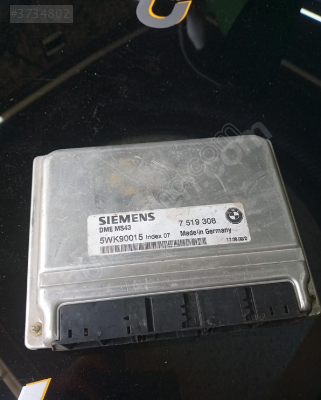 #3734802
SIEMENS 7 519 308
DME MS43
5WK90015 Index 07 Made in Germany